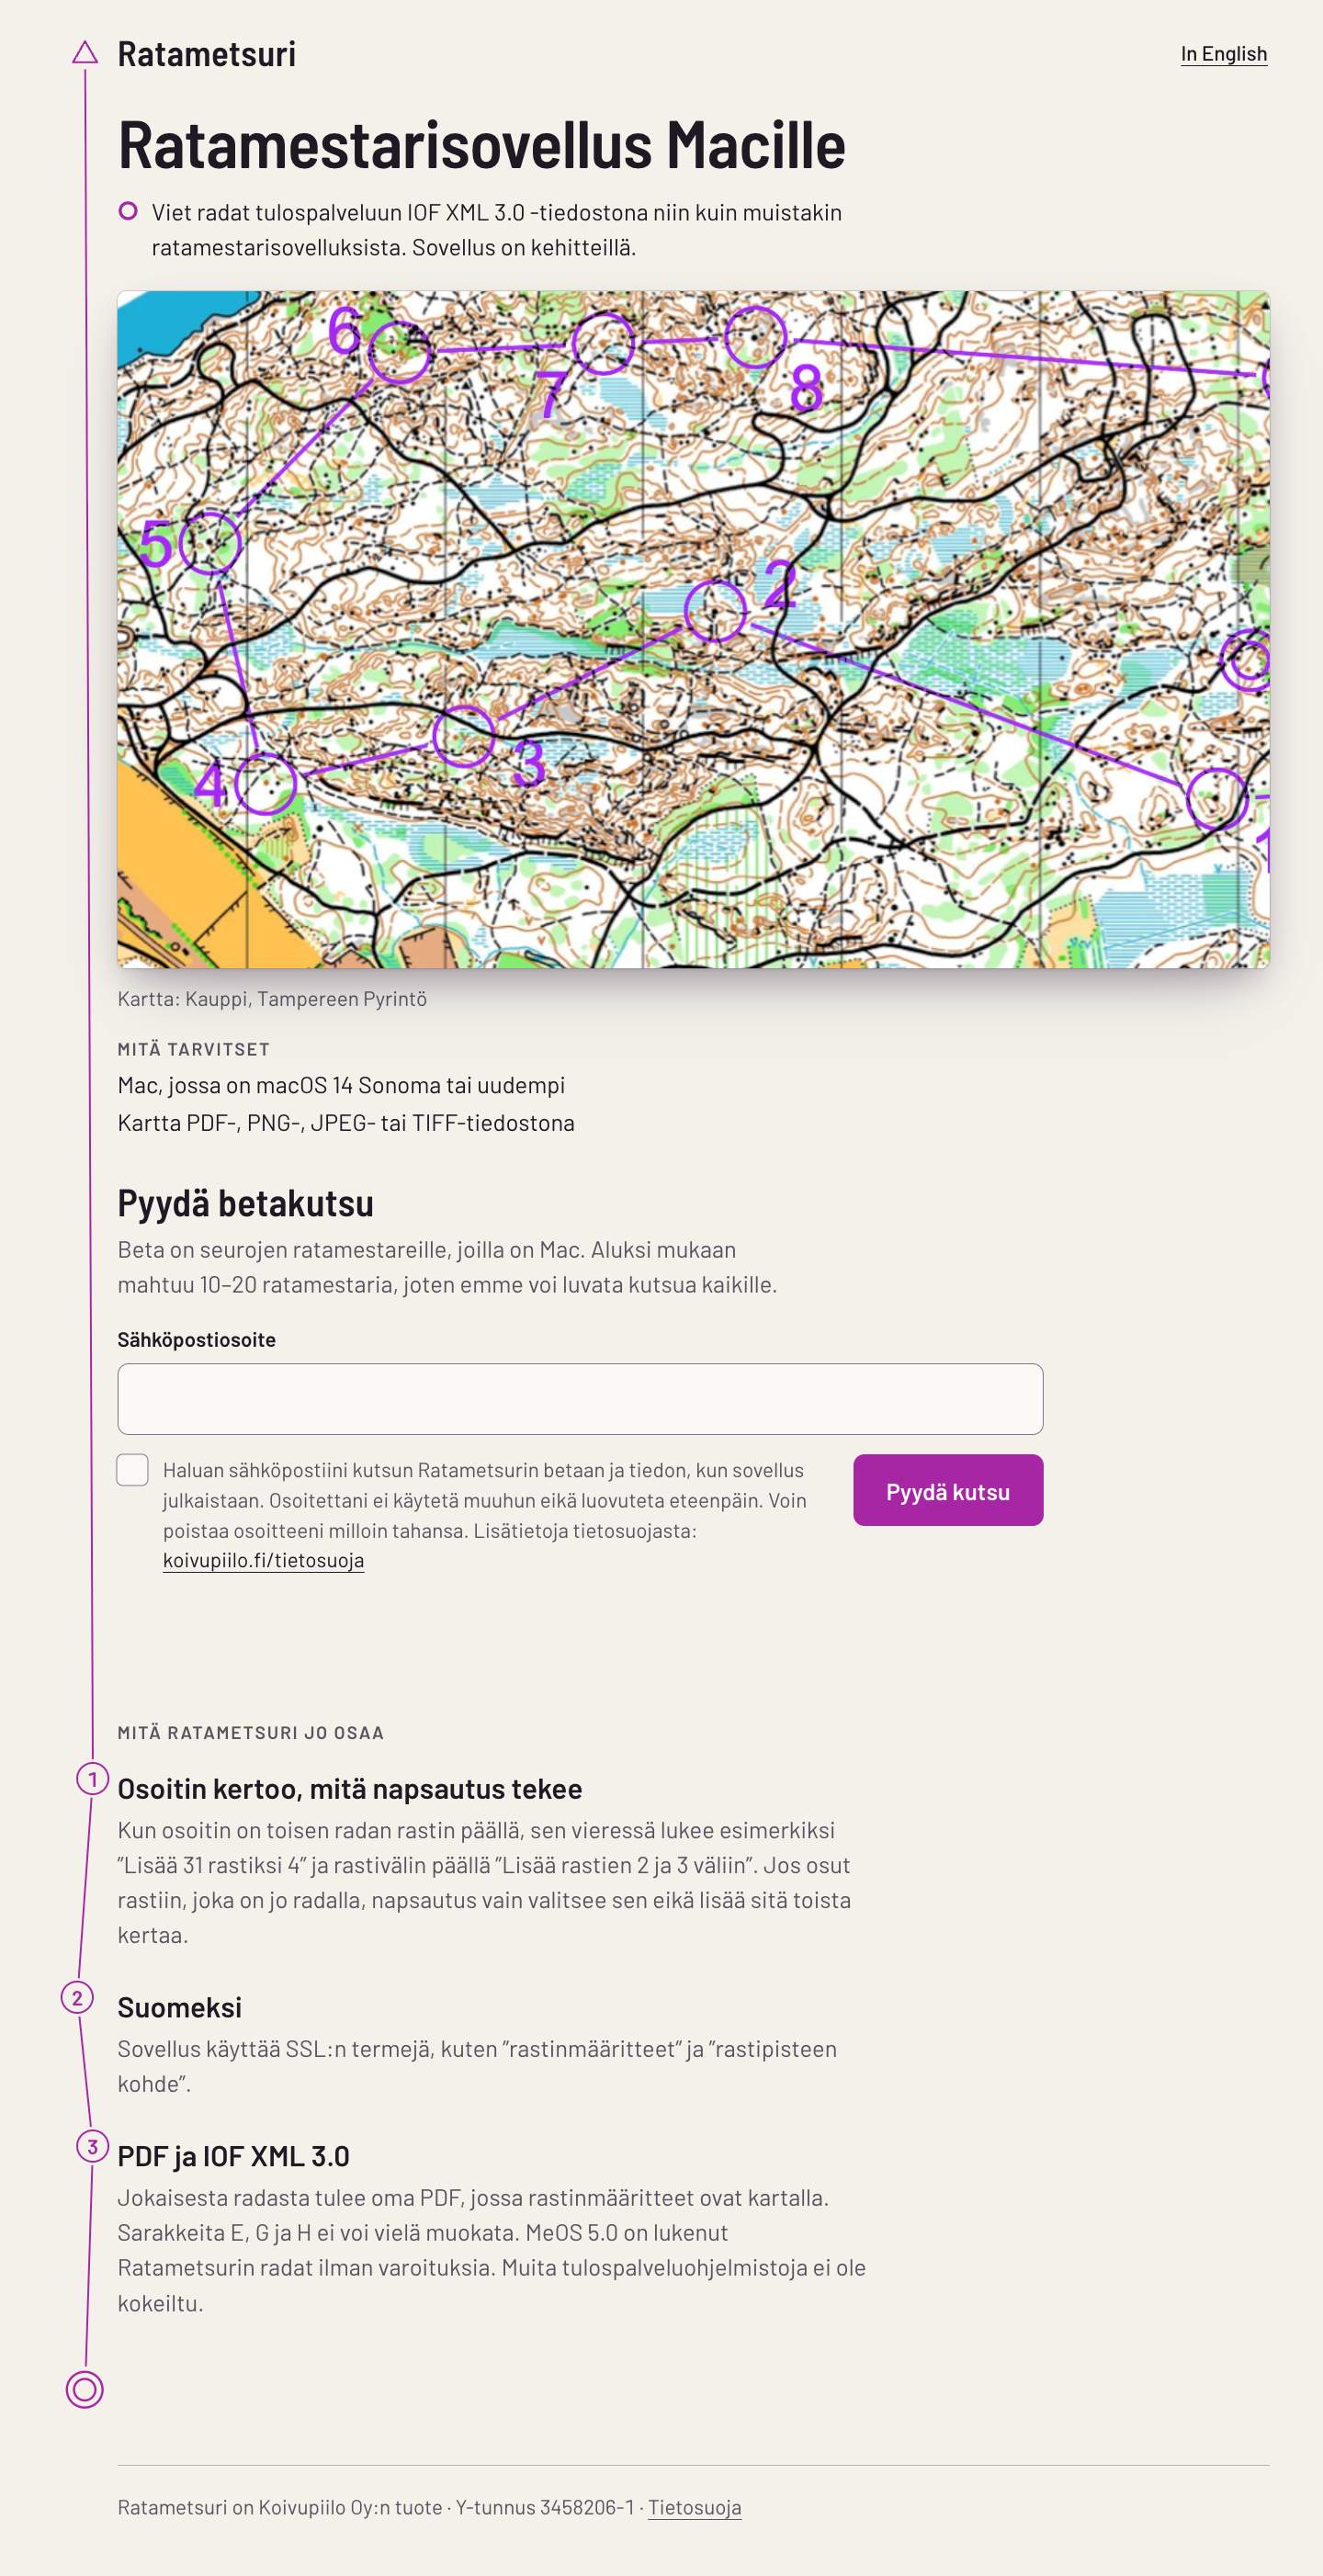 Ratametsuri
In English
Ratamestarisovellus Macille
Viet radat tulospalveluun IOF XML 3.0 -tiedostona niin kuin muistakin
ratamestarisovelluksista. Sovellus on kehitteillä.
6
7
8
5
2
4
3
1
Kartta: Kauppi, Tampereen Pyrintö
MITÄ TARVITSET
Mac, jossa on macOS 14 Sonoma tai uudempi
Kartta PDF-, PNG-, JPEG- tai TIFF-tiedostona
Pyydä betakutsu
Beta on seurojen ratamestareille, joilla on Mac. Aluksi mukaan
mahtuu 10–20 ratamestaria, joten emme voi luvata kutsua kaikille.
Sähköpostiosoite
Haluan sähköpostiini kutsun Ratametsurin betaan ja tiedon, kun sovellus
julkaistaan. Osoitettani ei käytetä muuhun eikä luovuteta eteenpäin. Voin
poistaa osoitteeni milloin tahansa. Lisätietoja tietosuojasta:
koivupiilo.fi/tietosuoja
Pyydä kutsu
MITÄ RATAMETSURI JO OSAA
1 Osoitin kertoo, mitä napsautus tekee
Kun osoitin on toisen radan rastin päällä, sen vieressä lukee esimerkiksi
”Lisää 31 rastiksi 4” ja rastivälin päällä ”Lisää rastien 2 ja 3 väliin”. Jos osut
rastiin, joka on jo radalla, napsautus vain valitsee sen eikä lisää sitä toista
kertaa.
2 Suomeksi
Sovellus käyttää SSL:n termejä, kuten ”rastinmääritteet” ja ”rastipisteen
kohde”.
3 PDF ja IOF XML 3.0
Jokaisesta radasta tulee oma PDF, jossa rastinmääritteet ovat kartalla.
Sarakkeita E, G ja H ei voi vielä muokata. MeOS 5.0 on lukenut
Ratametsurin radat ilman varoituksia. Muita tulospalveluohjelmistoja ei ole
kokeiltu.
Ratametsuri on Koivupiilo Oy:n tuote · Y-tunnus 3458206-1 · Tietosuoja